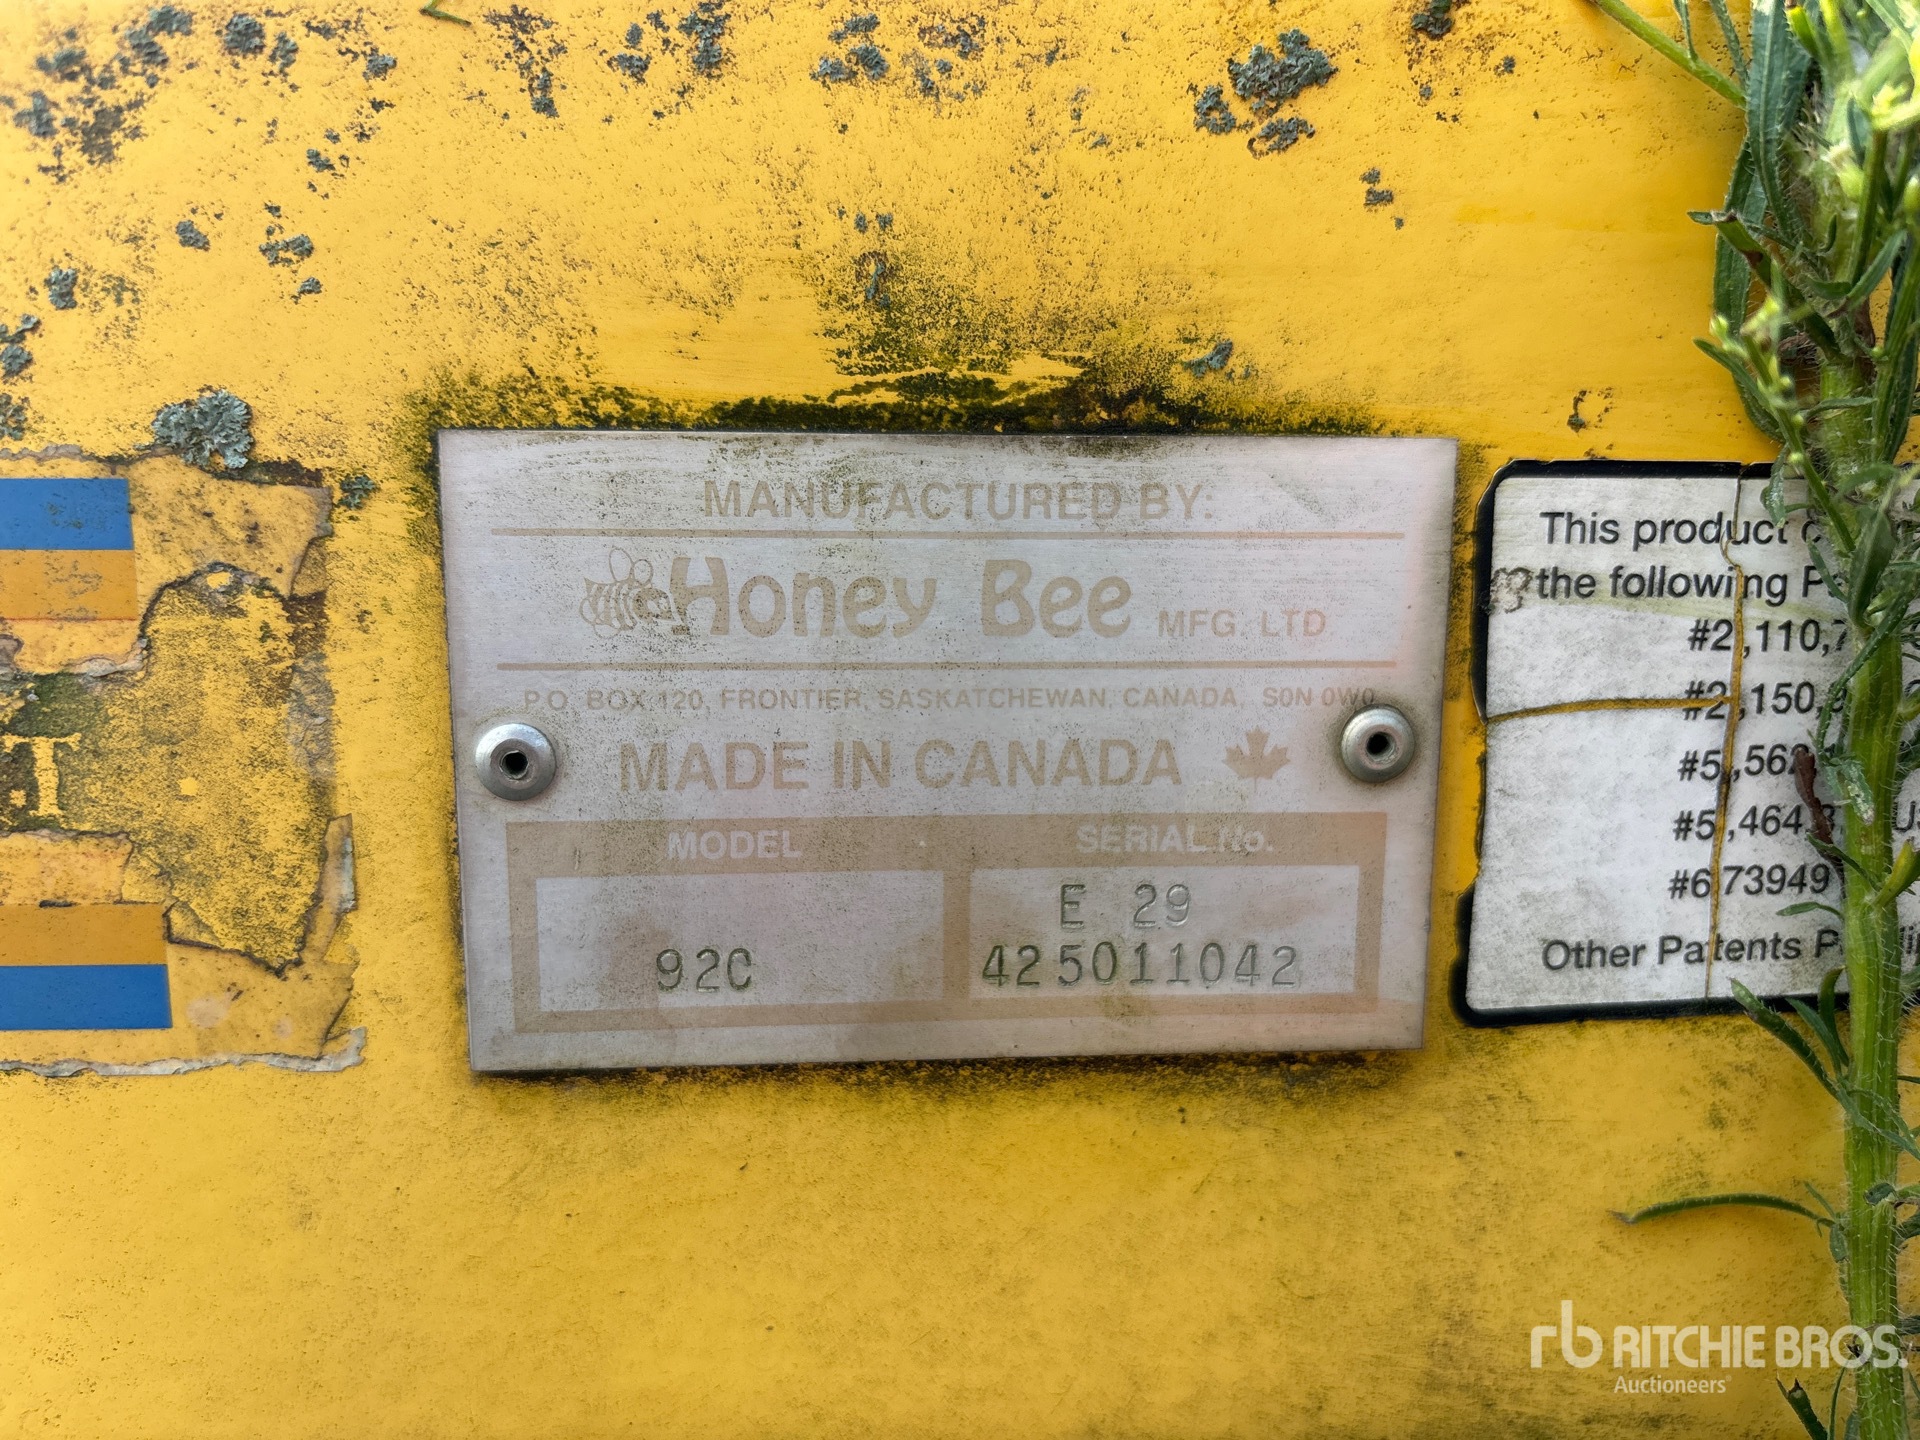 MANUFACTURED BY:
Honey Bee MFG. LTD.
P.O. BOX 120, FRONTIER, SASKATCHEWAN, CANADA, S0N 0W0
MADE IN CANADA
MODEL SERIAL No.
E 29
92C 425011042
T
This product
the following
#2,110,
#2,150,
#5,562
#5,464,
#673949
Other Patents
rb RITCHIE BROS.
Auctioneers